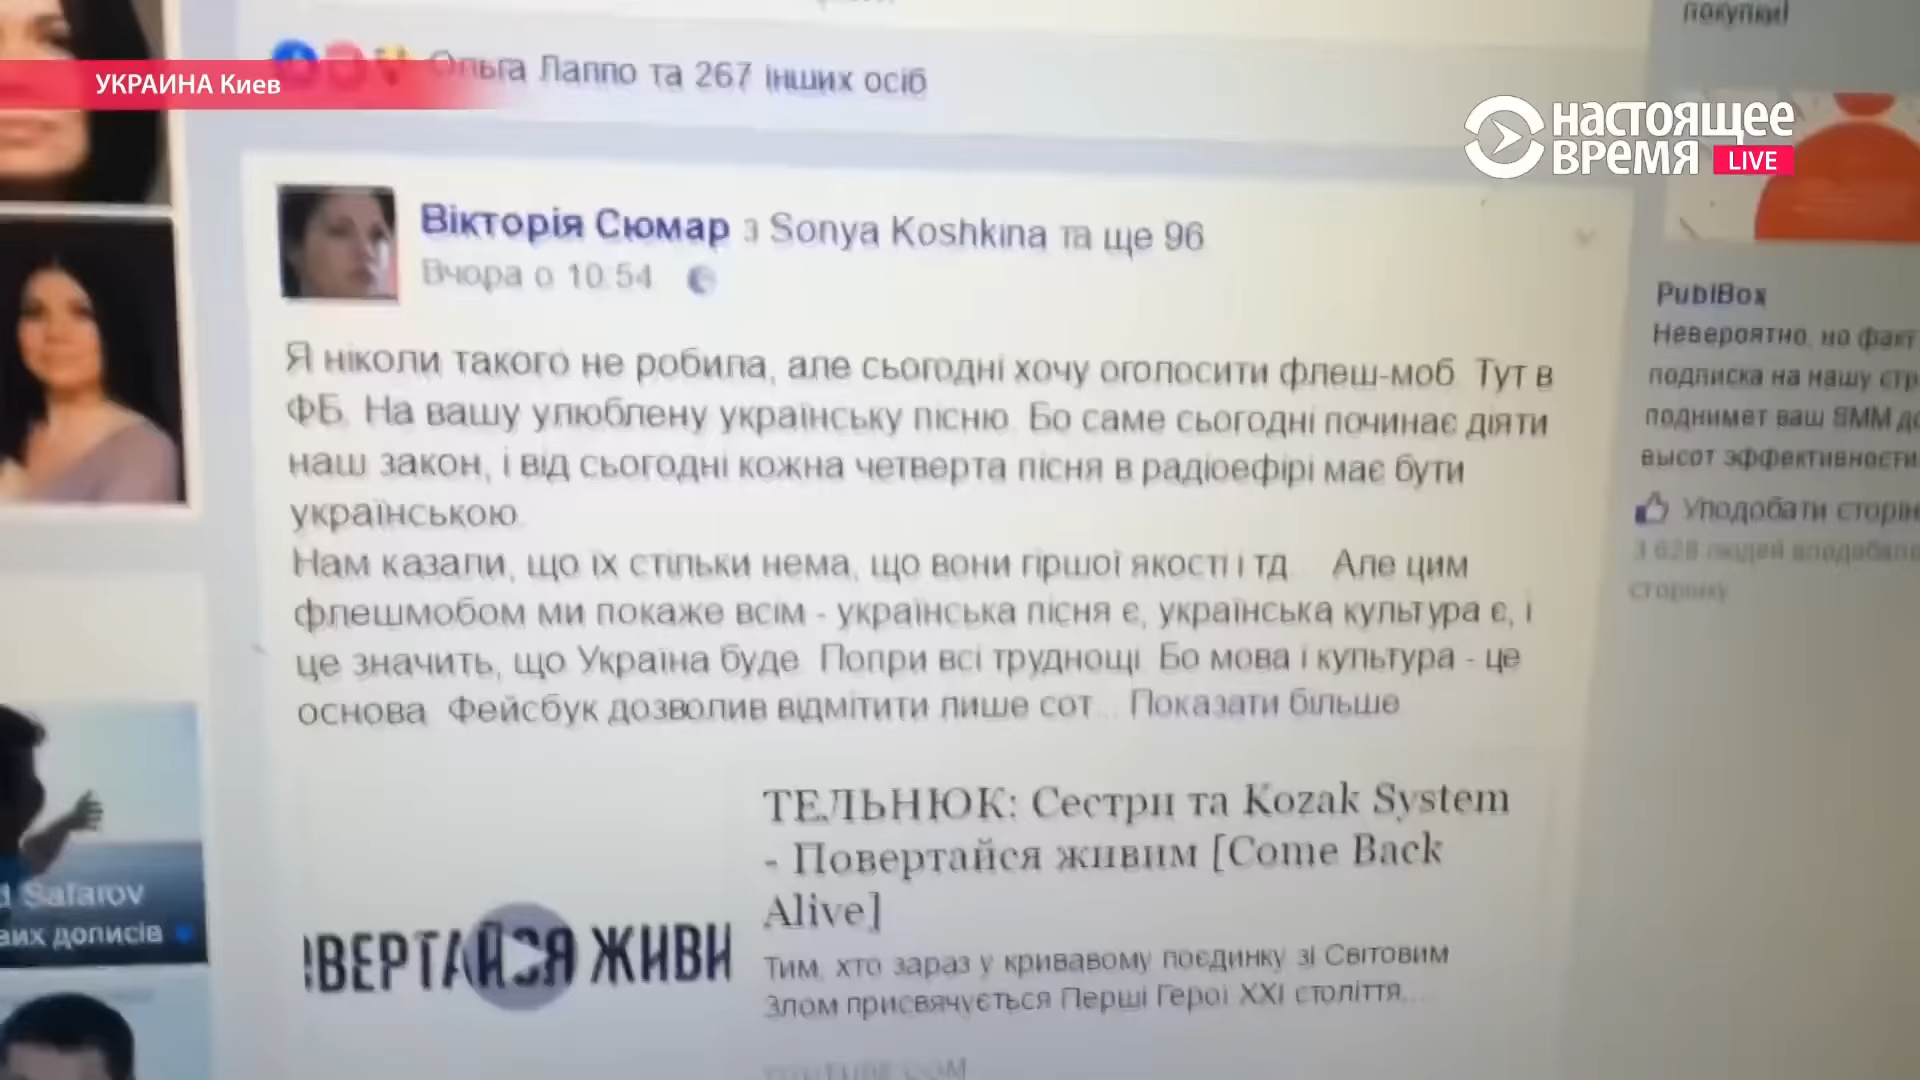 покупки!
Ольга Лаппо та 267 інших осіб
УКРАИНА Киев
НАСТОЯЩЕЕ
ВРЕМЯ LIVE
Вікторія Сюмар з Sonya Koshkina та ще 96
Вчора о 10:54
Я ніколи такого не робила, але сьогодні хочу оголосити флеш-моб. Тут в
ФБ. На вашу улюблену українську пісню. Бо саме сьогодні починає діяти
наш закон, і від сьогодні кожна четверта пісня в радіоефірі має бути
українською.
Нам казали, що їх стільки нема, що вони гіршої якості і тд... Але цим
флешмобом ми покаже всім - українська пісня є, українська культура є, і
це значить, що Україна буде. Попри всі труднощі. Бо мова і культура - це
основа. Фейсбук дозволив відмітити лише сот... Показати більше
ТЕЛЬНЮК: Сестри та Kozak System
- Повертайся живим [Come Back
Alive]
ВЕРТАЙСЯ ЖИВИ
Тим, хто зараз у кривавому поєдинку зі Світовим
Злом присвячується Перші Герої XXI століття...
YOUTUBE.COM
PublBox
Невероятно, но факт
подписка на нашу стр
поднимет ваш SMM до
высот эффективности
Уподобати сторін
3 628 людей вподобал
сторінку
Safarov
вих дописів